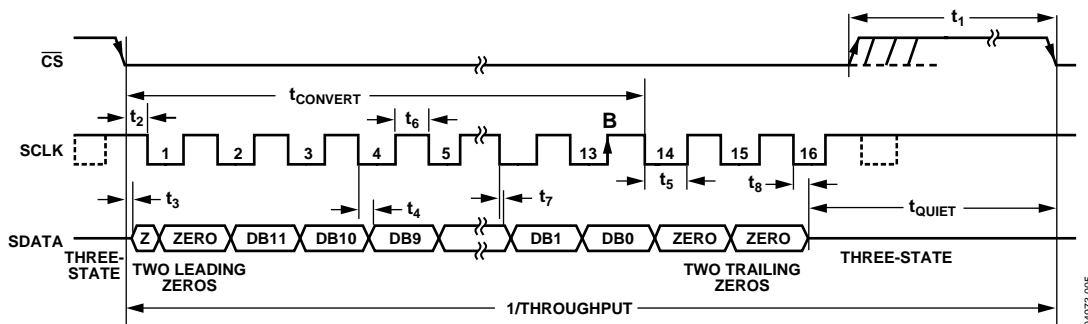 t1
CS
tCONVERT
t2
t6
B
SCLK
1
2
3
4
5
13
14
15
16
t3
t4
t7
t5
t8
tQUIET
SDATA
Z
ZERO
DB11
DB10
DB9
DB1
DB0
ZERO
ZERO
THREE-
STATE
TWO LEADING
ZEROS
TWO TRAILING
ZEROS
THREE-STATE
1/THROUGHPUT